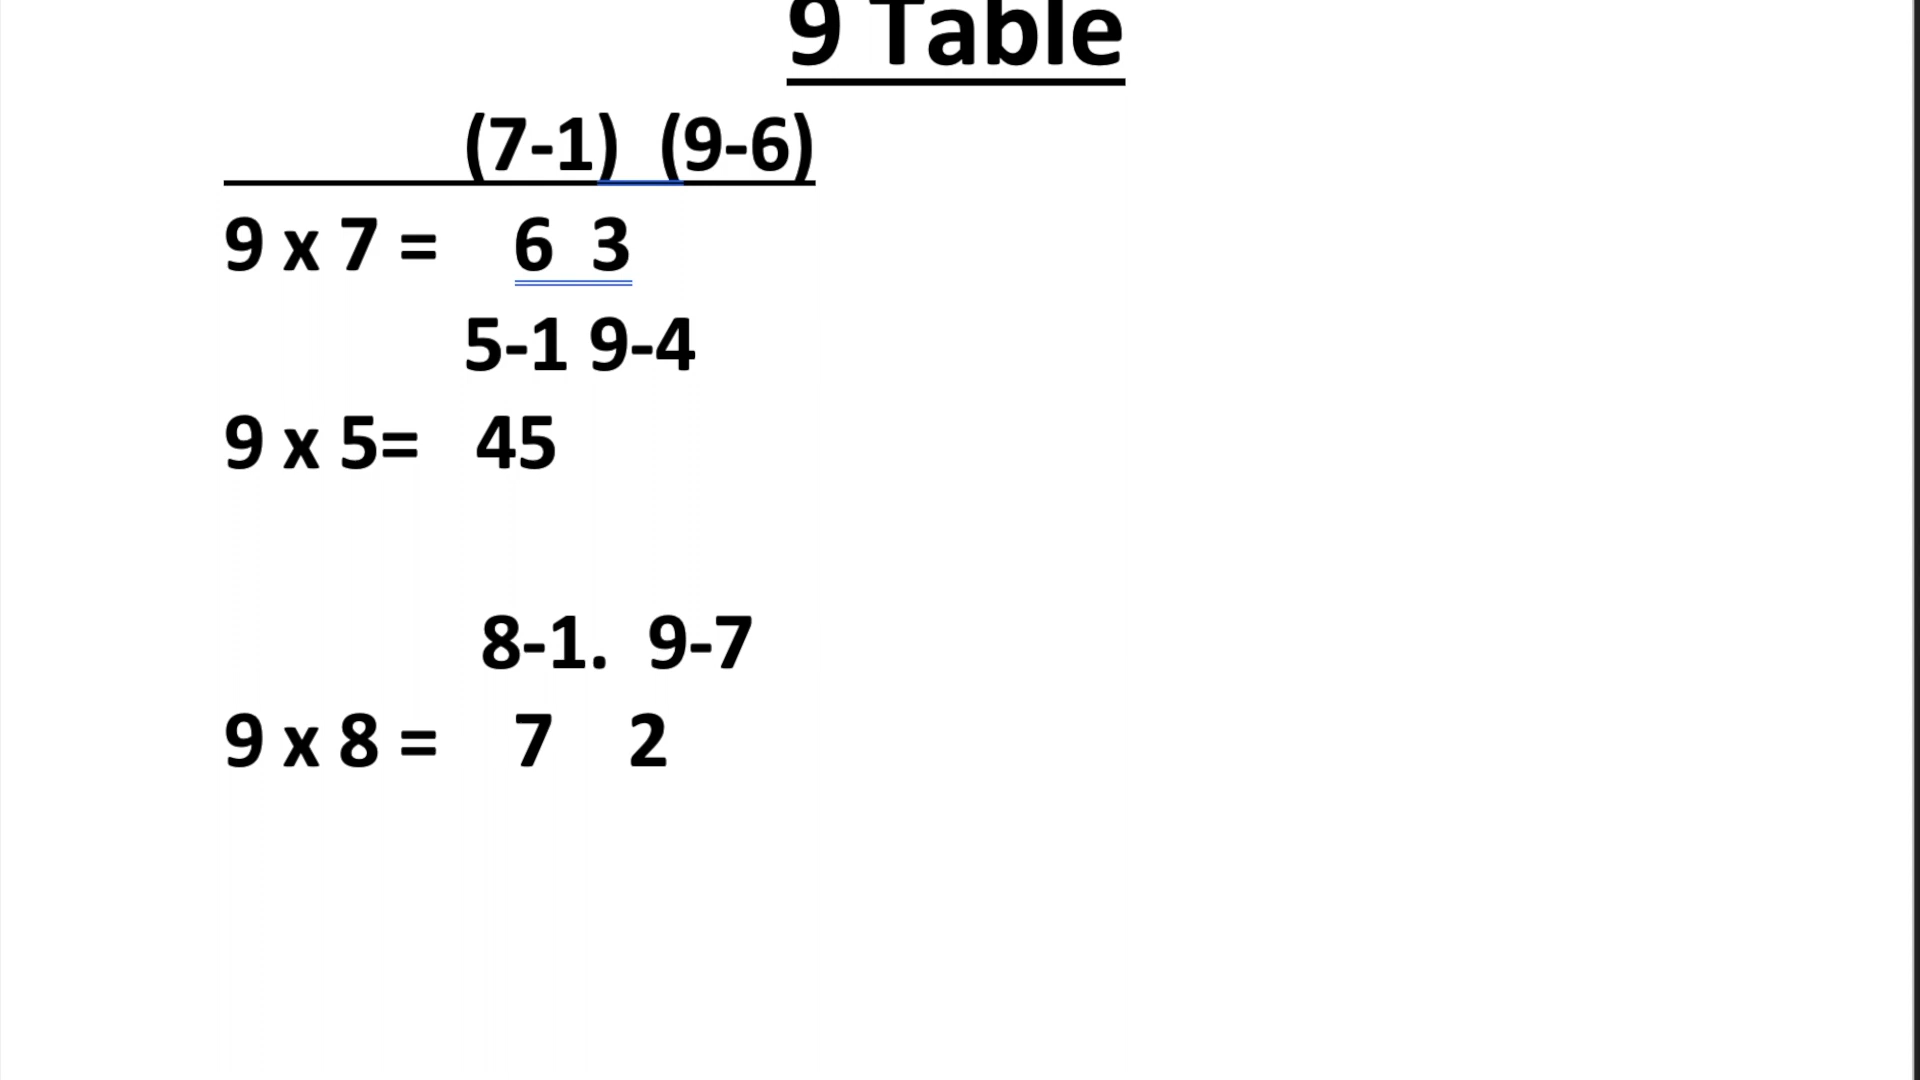 9 Table
(7-1) (9-6)
9 x 7 = 6 3
5-1 9-4
9 x 5= 45
8-1. 9-7
9 x 8 = 7 2